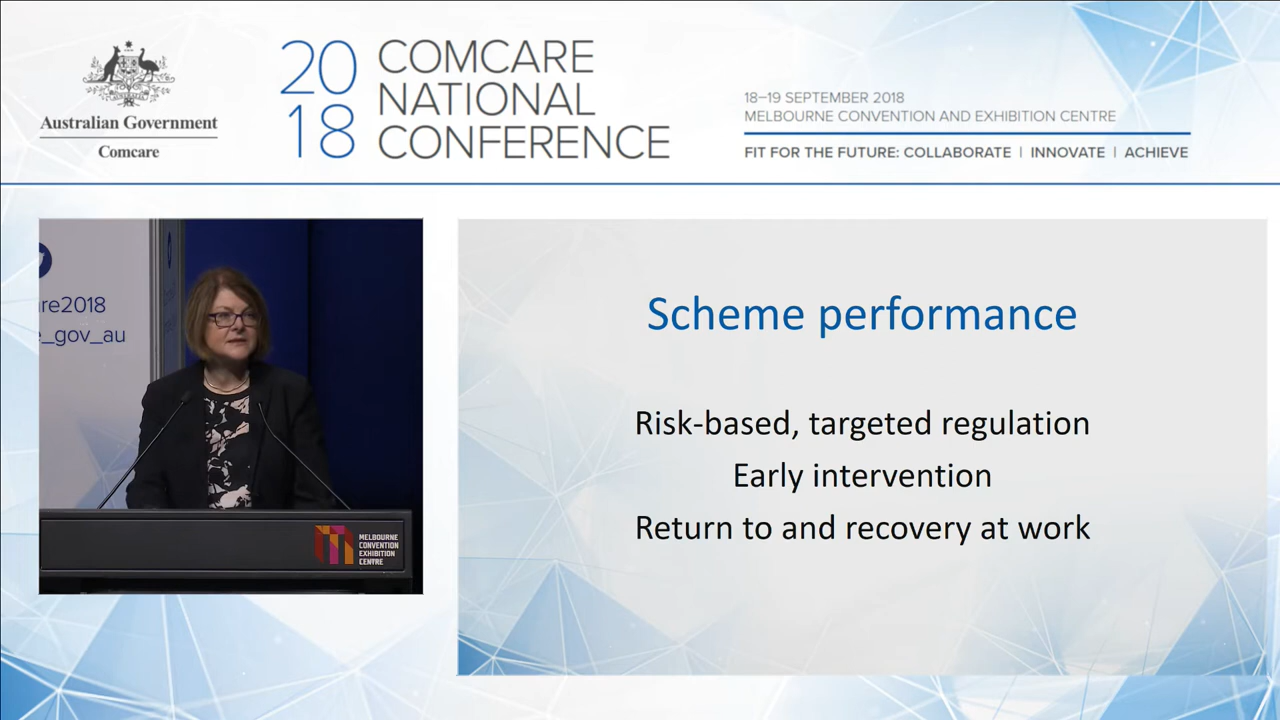 Australian Government
Comcare
20
18
COMCARE
NATIONAL
CONFERENCE
18–19 SEPTEMBER 2018
MELBOURNE CONVENTION AND EXHIBITION CENTRE
FIT FOR THE FUTURE: COLLABORATE | INNOVATE | ACHIEVE
re2018
_gov_au
MELBOURNE
CONVENTION
EXHIBITION
CENTRE
Scheme performance
Risk-based, targeted regulation
Early intervention
Return to and recovery at work